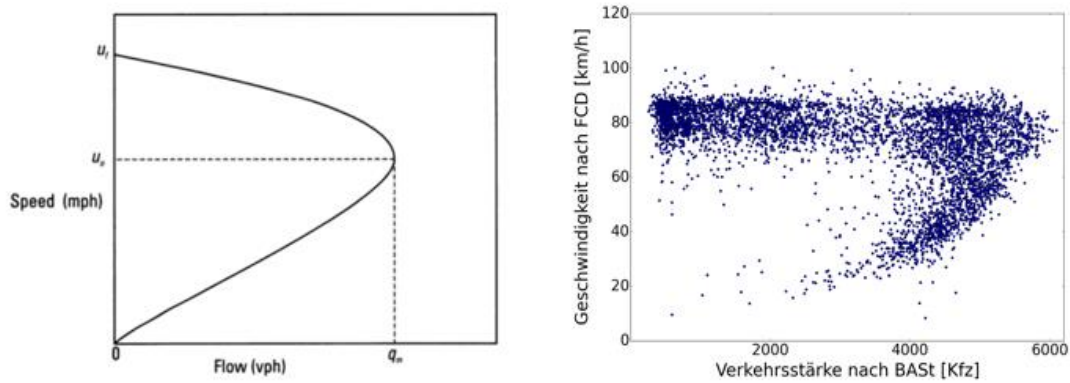 u_f
u_o
Speed (mph)
0
q_m
Flow (vph)
120
100
80
60
40
20
0
Geschwindigkeit nach FCD [km/h]
2000
4000
6000
Verkehrsstärke nach BASt [Kfz]